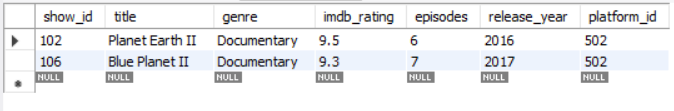 show_id title genre imdb_rating episodes release_year platform_id
102 Planet Earth II Documentary 9.5 6 2016 502
106 Blue Planet II Documentary 9.3 7 2017 502
NULL NULL NULL NULL NULL NULL NULL